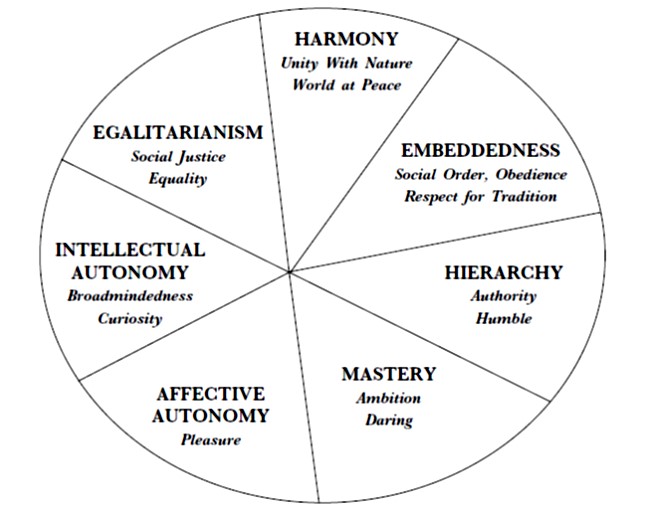 HARMONY
Unity With Nature
World at Peace
EMBEDDEDNESS
Social Order, Obedience
Respect for Tradition
HIERARCHY
Authority
Humble
MASTERY
Ambition
Daring
AFFECTIVE
AUTONOMY
Pleasure
INTELLECTUAL
AUTONOMY
Broadmindedness
Curiosity
EGALITARIANISM
Social Justice
Equality